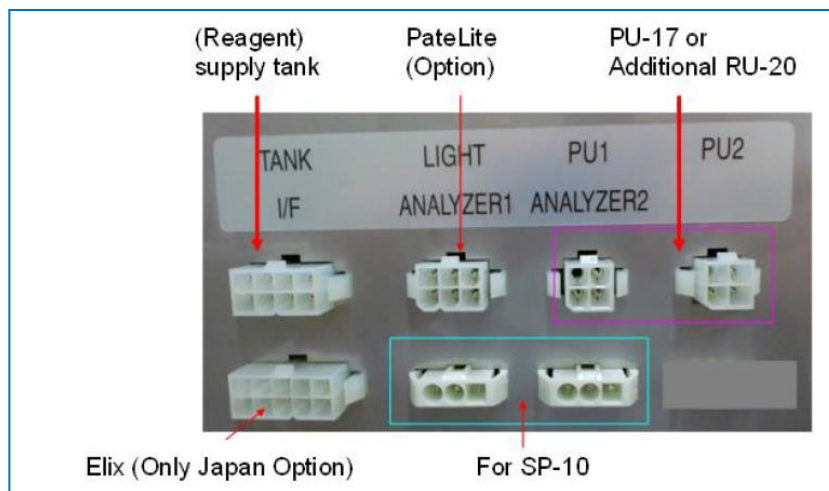 (Reagent)
supply tank
PateLite
(Option)
PU-17 or
Additional RU-20
TANK
LIGHT
PU1
PU2
I/F
ANALYZER1
ANALYZER2
Elix (Only Japan Option)
For SP-10